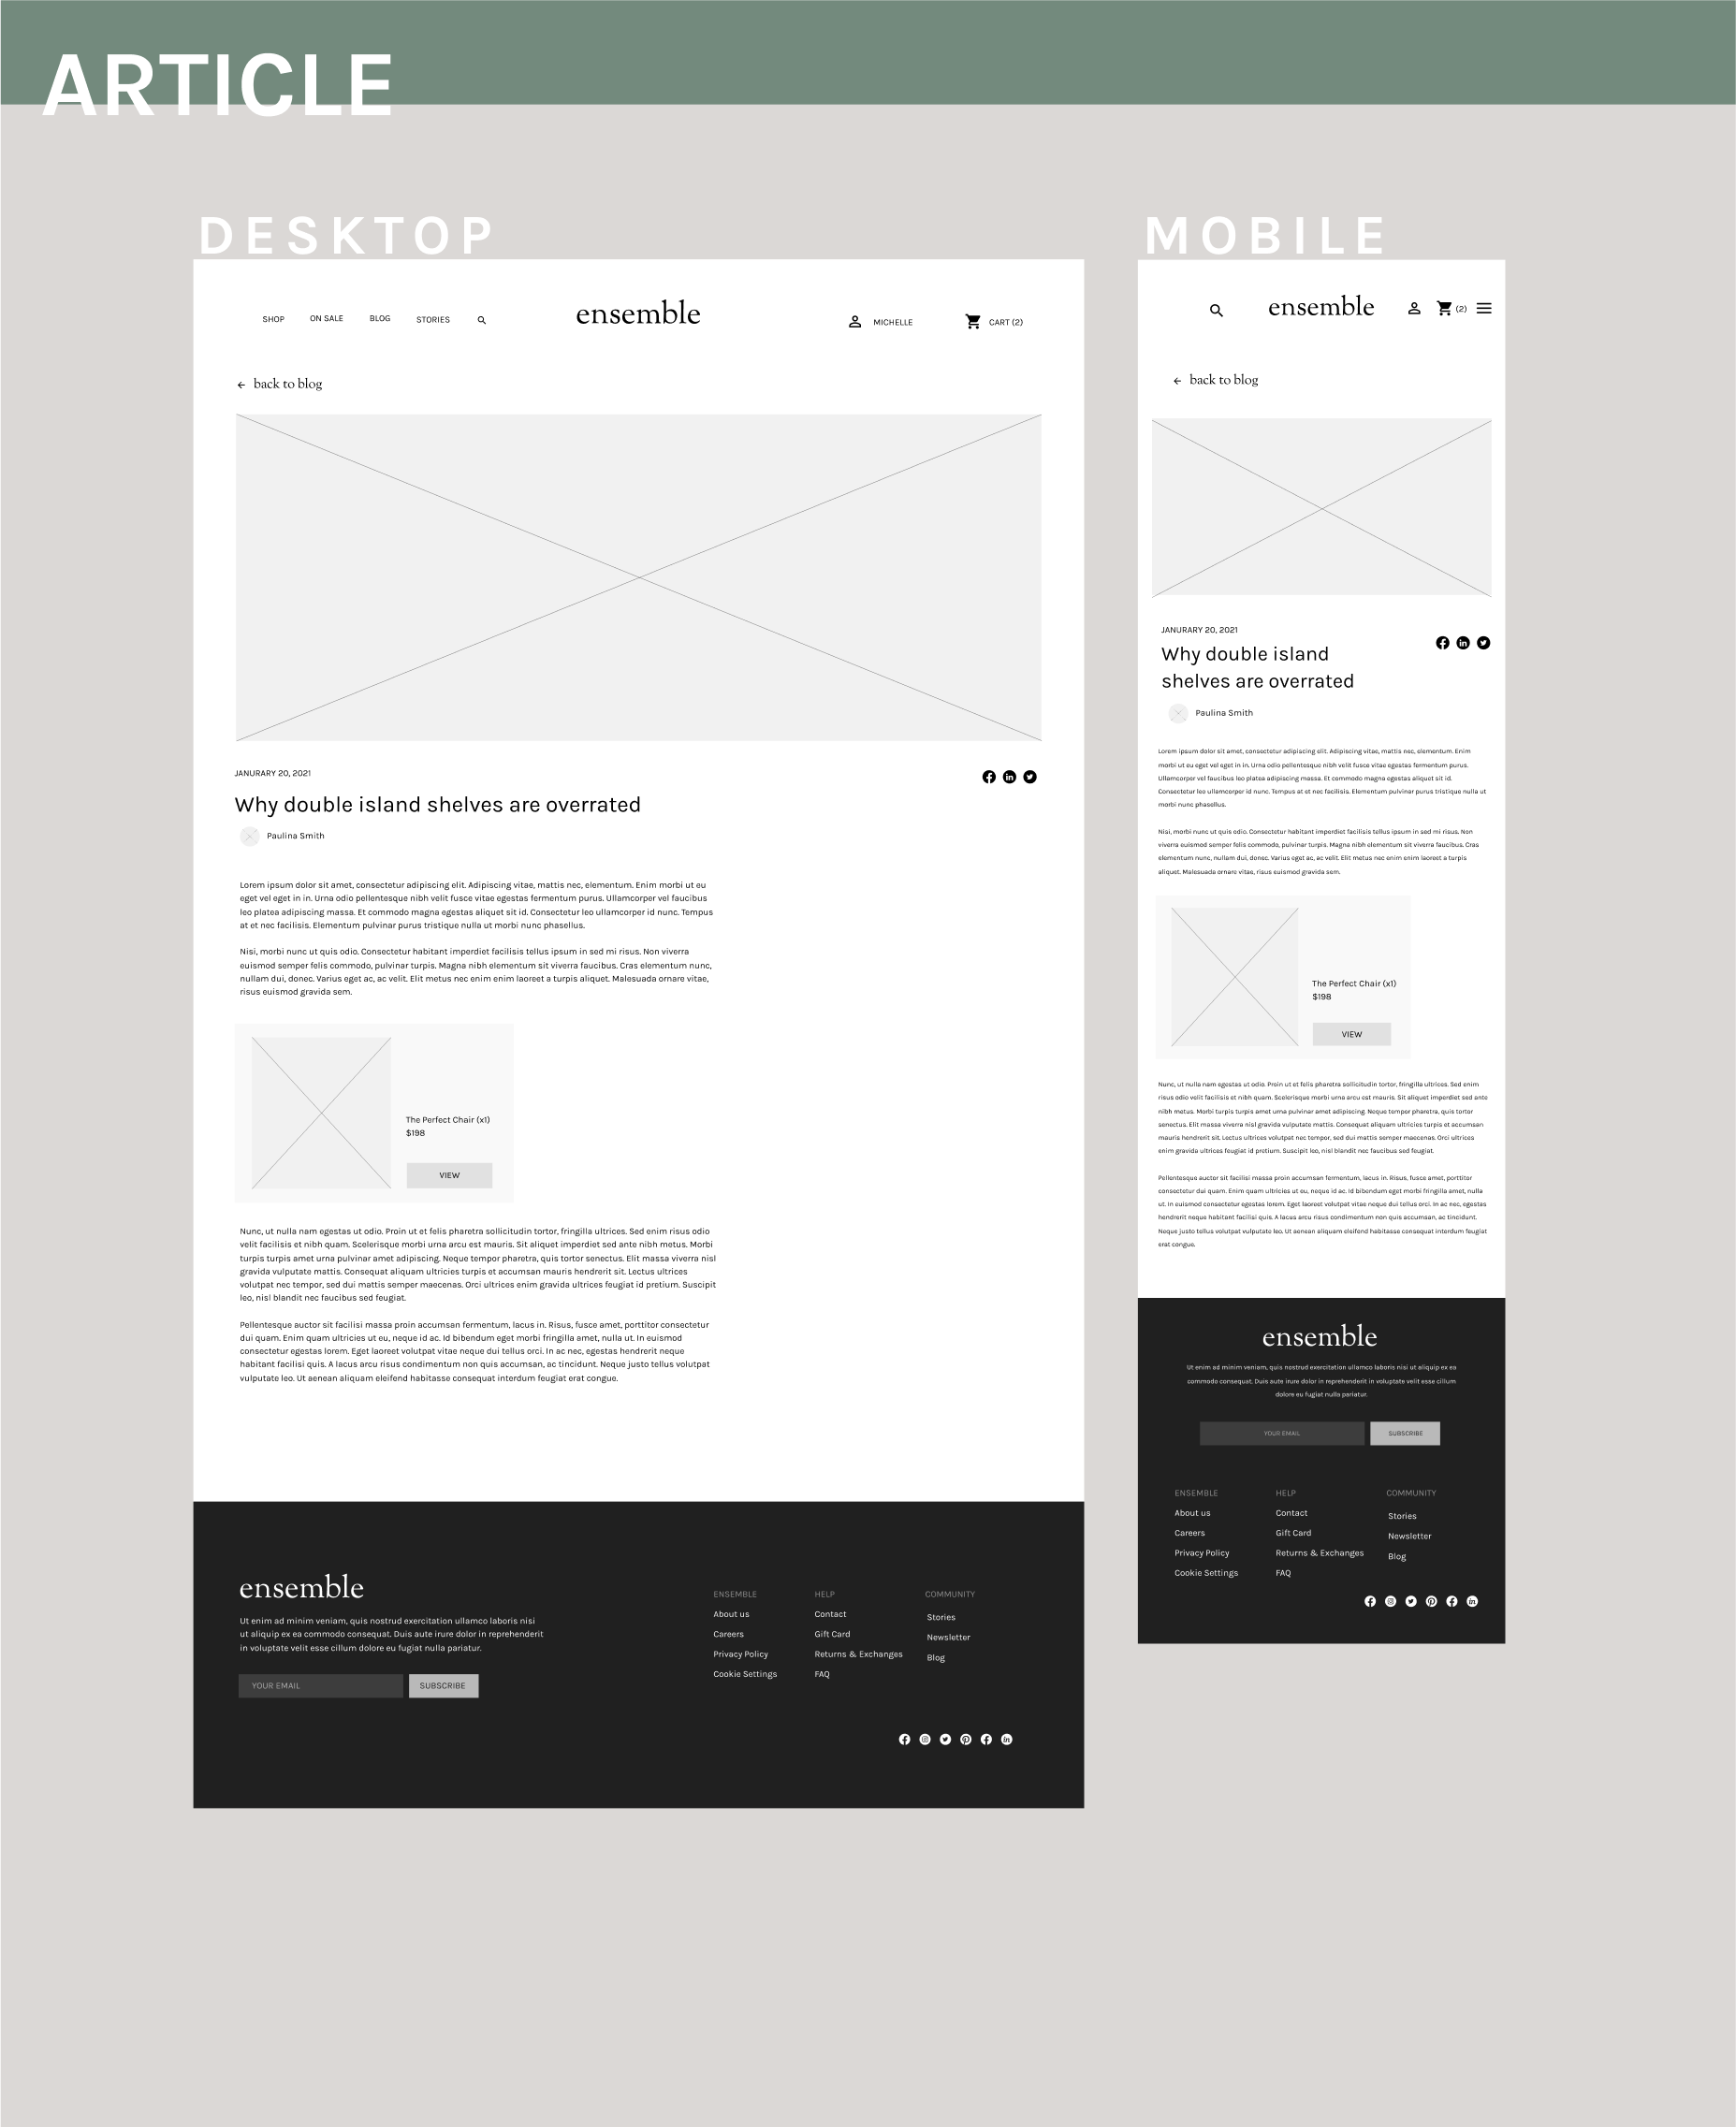 ARTICLE
DESKTOP
SHOP ON SALE BLOG STORIES ensemble MICHELLE CART (2)
back to blog
JANURARY 20, 2021
Why double island shelves are overrated
Paulina Smith
Lorem ipsum dolor sit amet, consectetur adipiscing elit. Adipiscing vitae, mattis nec, elementum. Enim morbi ut eu
eget vel eget in in. Urna odio pellentesque nibh velit fusce vitae egestas fermentum purus. Ullamcorper vel faucibus
leo platea adipiscing massa. Et commodo magna egestas aliquet sit id. Consectetur leo ullamcorper id nunc. Tempus
at et nec facilisis. Elementum pulvinar purus tristique nulla ut morbi nunc phasellus.
Nisi, morbi nunc ut quis odio. Consectetur habitant imperdiet facilisis tellus ipsum in sed mi risus. Non viverra
euismod semper felis commodo, pulvinar turpis. Magna nibh elementum sit viverra faucibus. Cras elementum nunc,
nullam dui, donec. Varius eget ac, ac velit. Elit metus nec enim enim laoreet a turpis aliquet. Malesuada ornare vitae,
risus euismod gravida sem.
The Perfect Chair (x1)
$198
VIEW
Nunc, ut nulla nam egestas ut odio. Proin ut et felis pharetra sollicitudin tortor, fringilla ultrices. Sed enim risus odio
velit facilisis et nibh quam. Scelerisque morbi urna arcu est mauris. Sit aliquet imperdiet sed ante nibh metus. Morbi
turpis turpis amet urna pulvinar amet adipiscing. Neque tempor pharetra, quis tortor senectus. Elit massa viverra nisl
gravida vulputate mattis. Consequat aliquam ultricies turpis et accumsan mauris hendrerit sit. Lectus ultrices
volutpat nec tempor, sed dui mattis semper maecenas. Orci ultrices enim gravida ultrices feugiat id pretium. Suscipit
leo, nisl blandit nec faucibus sed feugiat.
Pellentesque auctor sit facilisi massa proin accumsan fermentum, lacus in. Risus, fusce amet, porttitor consectetur
dui quam. Enim quam ultricies ut eu, neque id ac. Id bibendum eget morbi fringilla amet, nulla ut. In euismod
consectetur egestas lorem. Eget laoreet volutpat vitae neque dui tellus orci. In ac nec, egestas hendrerit neque
habitant facilisi quis. A lacus arcu risus condimentum non quis accumsan, ac tincidunt. Neque justo tellus volutpat
vulputate leo. Ut aenean aliquam eleifend habitasse consequat interdum feugiat erat congue.
ensemble
Ut enim ad minim veniam, quis nostrud exercitation ullamco laboris nisi
ut aliquip ex ea commodo consequat. Duis aute irure dolor in reprehenderit
in voluptate velit esse cillum dolore eu fugiat nulla pariatur.
YOUR EMAIL SUBSCRIBE
ENSEMBLE
About us
Careers
Privacy Policy
Cookie Settings
HELP
Contact
Gift Card
Returns & Exchanges
FAQ
COMMUNITY
Stories
Newsletter
Blog
MOBILE
ensemble (2)
back to blog
JANURARY 20, 2021
Why double island
shelves are overrated
Paulina Smith
Lorem ipsum dolor sit amet, consectetur adipiscing elit. Adipiscing vitae, mattis nec, elementum. Enim
morbi ut eu eget vel eget in in. Urna odio pellentesque nibh velit fusce vitae egestas fermentum purus.
Ullamcorper vel faucibus leo platea adipiscing massa. Et commodo magna egestas aliquet sit id.
Consectetur leo ullamcorper id nunc. Tempus at et nec facilisis. Elementum pulvinar purus tristique nulla ut
morbi nunc phasellus.
Nisi, morbi nunc ut quis odio. Consectetur habitant imperdiet facilisis tellus ipsum in sed mi risus. Non
viverra euismod semper felis commodo, pulvinar turpis. Magna nibh elementum sit viverra faucibus. Cras
elementum nunc, nullam dui, donec. Varius eget ac, ac velit. Elit metus nec enim enim laoreet a turpis
aliquet. Malesuada ornare vitae, risus euismod gravida sem.
The Perfect Chair (x1)
$198
VIEW
Nunc, ut nulla nam egestas ut odio. Proin ut et felis pharetra sollicitudin tortor, fringilla ultrices. Sed enim
risus odio velit facilisis et nibh quam. Scelerisque morbi urna arcu est mauris. Sit aliquet imperdiet sed ante
nibh metus. Morbi turpis turpis amet urna pulvinar amet adipiscing. Neque tempor pharetra, quis tortor
senectus. Elit massa viverra nisl gravida vulputate mattis. Consequat aliquam ultricies turpis et accumsan
mauris hendrerit sit. Lectus ultrices volutpat nec tempor, sed dui mattis semper maecenas. Orci ultrices
enim gravida ultrices feugiat id pretium. Suscipit leo, nisl blandit nec faucibus sed feugiat.
Pellentesque auctor sit facilisi massa proin accumsan fermentum, lacus in. Risus, fusce amet, porttitor
consectetur dui quam. Enim quam ultricies ut eu, neque id ac. Id bibendum eget morbi fringilla amet, nulla
ut. In euismod consectetur egestas lorem. Eget laoreet volutpat vitae neque dui tellus orci. In ac nec, egestas
hendrerit neque habitant facilisi quis. A lacus arcu risus condimentum non quis accumsan, ac tincidunt.
Neque justo tellus volutpat vulputate leo. Ut aenean aliquam eleifend habitasse consequat interdum feugiat
erat congue.
ensemble
Ut enim ad minim veniam, quis nostrud exercitation ullamco laboris nisi ut aliquip ex ea
commodo consequat. Duis aute irure dolor in reprehenderit in voluptate velit esse cillum
dolore eu fugiat nulla pariatur.
YOUR EMAIL SUBSCRIBE
ENSEMBLE
About us
Careers
Privacy Policy
Cookie Settings
HELP
Contact
Gift Card
Returns & Exchanges
FAQ
COMMUNITY
Stories
Newsletter
Blog